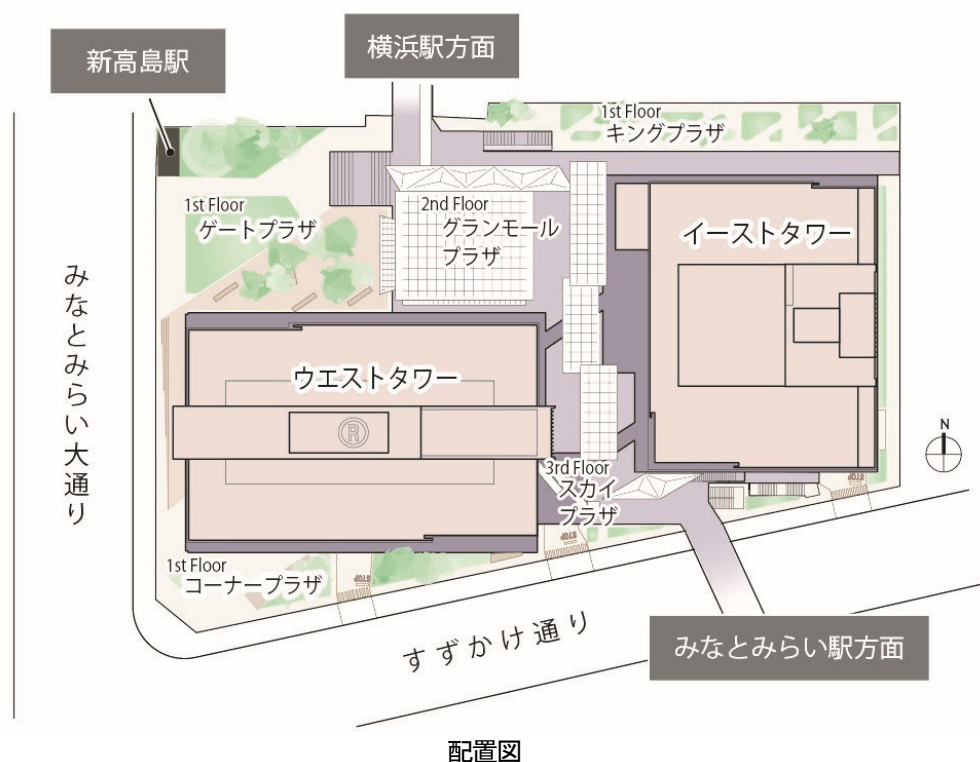 新高島駅
横浜駅方面
1st Floor
キングプラザ
1st Floor
ゲートプラザ
2nd Floor
グランモール
プラザ
イーストタワー
みなとみらい大通り
ウエストタワー
R
N
3rd Floor
スカイ
プラザ
STOP
STOP
STOP
1st Floor
コーナープラザ
すずかけ通り
みなとみらい駅方面
配置図